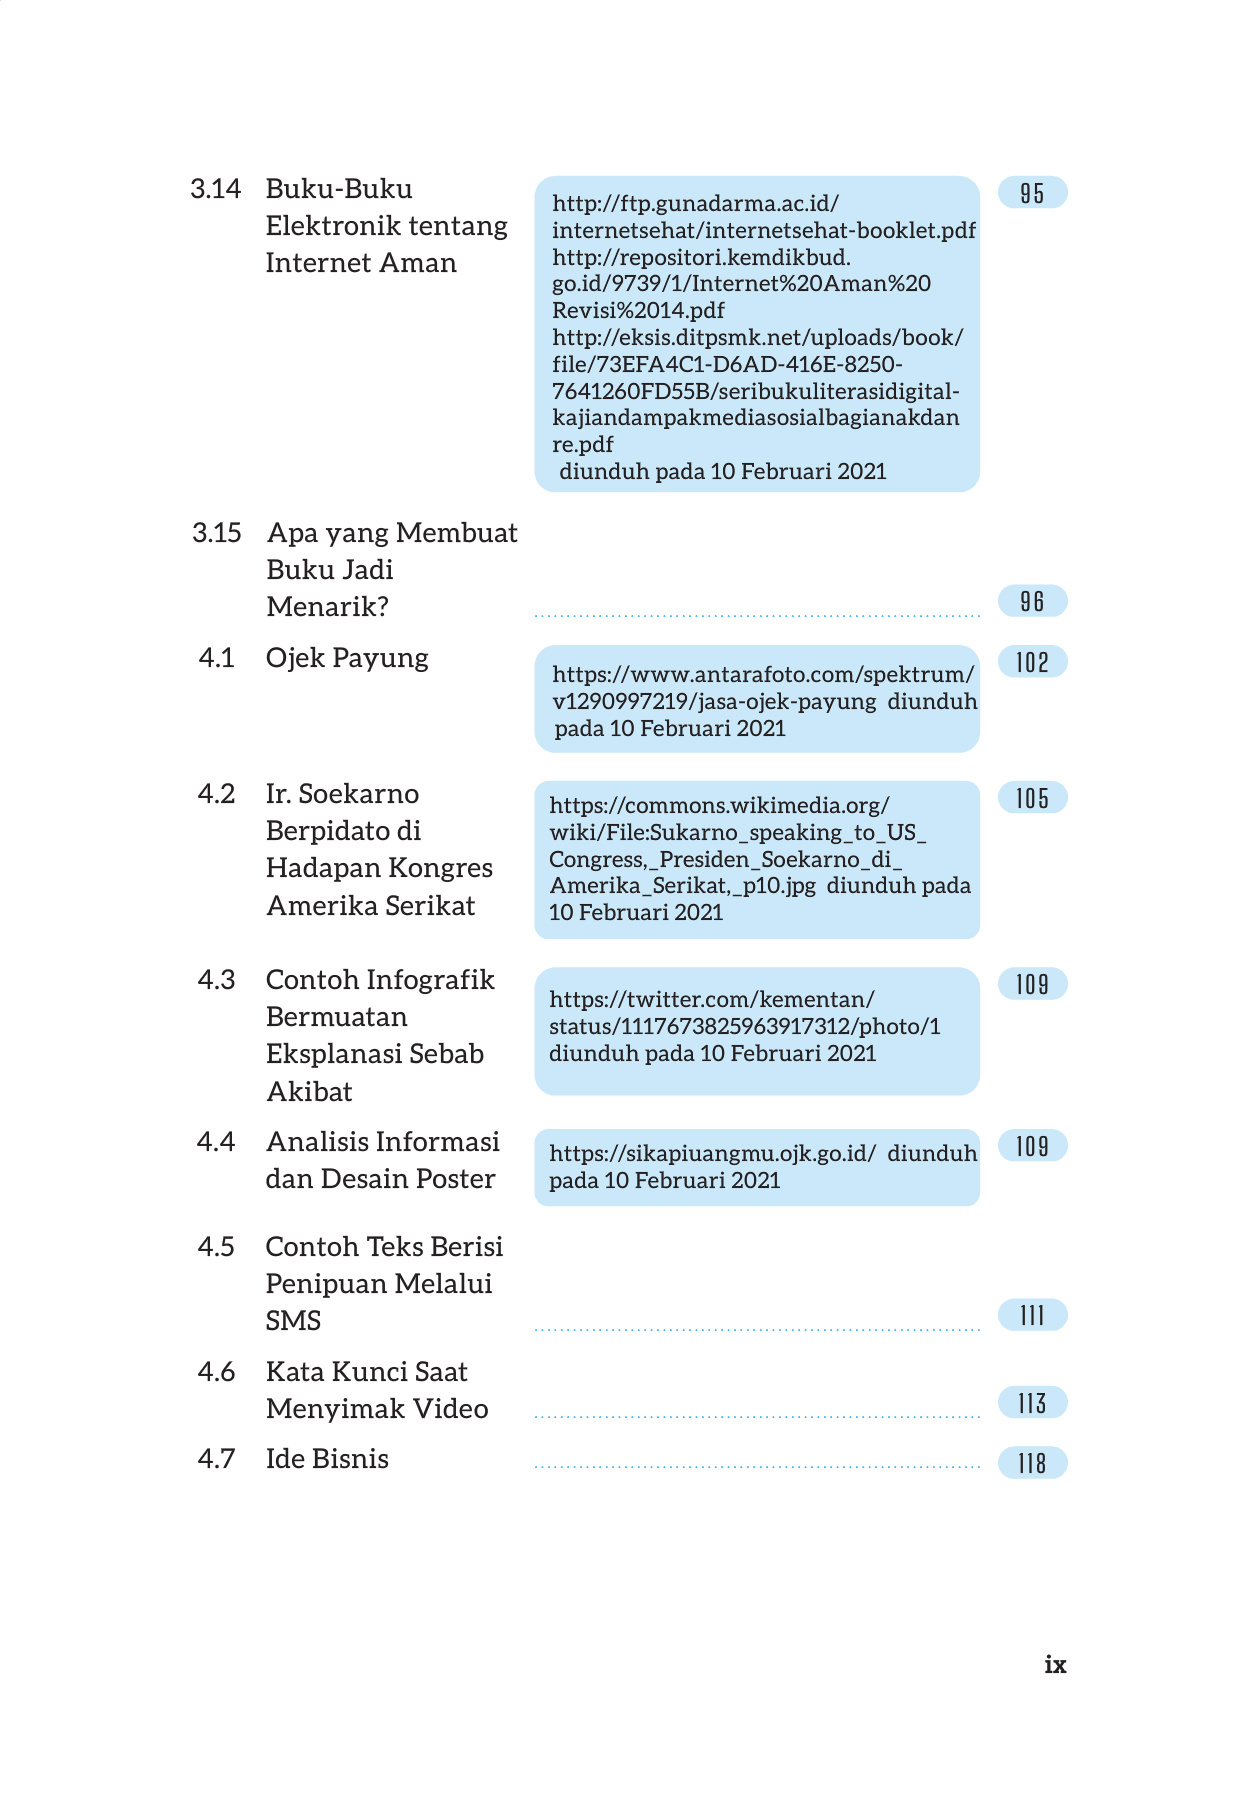 3.14 Buku-Buku
Elektronik tentang
Internet Aman
http://ftp.gunadarma.ac.id/
internetsehat/internetsehat-booklet.pdf
http://repositori.kemdikbud.
go.id/9739/1/Internet%20Aman%20
Revisi%2014.pdf
http://eksis.ditpsmk.net/uploads/book/
file/73EFA4C1-D6AD-416E-8250-
7641260FD55B/seribukuliterasidigital-
kajiandampakmediasosialbagianakdan
re.pdf
diunduh pada 10 Februari 2021
95
3.15 Apa yang Membuat
Buku Jadi
Menarik?
96
4.1 Ojek Payung
https://www.antarafoto.com/spektrum/
v1290997219/jasa-ojek-payung diunduh
pada 10 Februari 2021
102
4.2 Ir. Soekarno
Berpidato di
Hadapan Kongres
Amerika Serikat
https://commons.wikimedia.org/
wiki/File:Sukarno_speaking_to_US_
Congress,_Presiden_Soekarno_di_
Amerika_Serikat,_p10.jpg diunduh pada
10 Februari 2021
105
4.3 Contoh Infografik
Bermuatan
Eksplanasi Sebab
Akibat
https://twitter.com/kementan/
status/1117673825963917312/photo/1
diunduh pada 10 Februari 2021
109
4.4 Analisis Informasi
dan Desain Poster
https://sikapiuangmu.ojk.go.id/ diunduh
pada 10 Februari 2021
109
4.5 Contoh Teks Berisi
Penipuan Melalui
SMS
111
4.6 Kata Kunci Saat
Menyimak Video
113
4.7 Ide Bisnis
118
ix